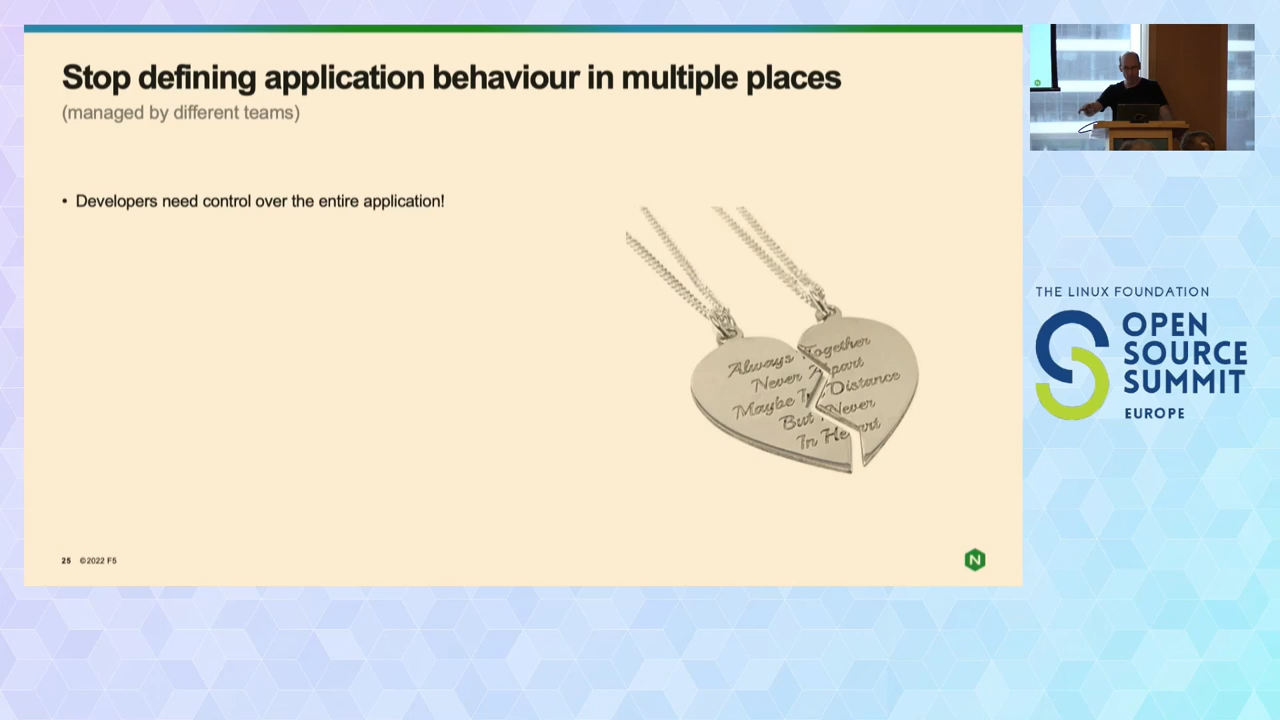 Stop defining application behaviour in multiple places
(managed by different teams)
• Developers need control over the entire application!
Always Together
Never Apart
Maybe In Distance
But Never
In Heart
25 ©2022 F5
N
THE LINUX FOUNDATION
OPEN
SOURCE
SUMMIT
EUROPE